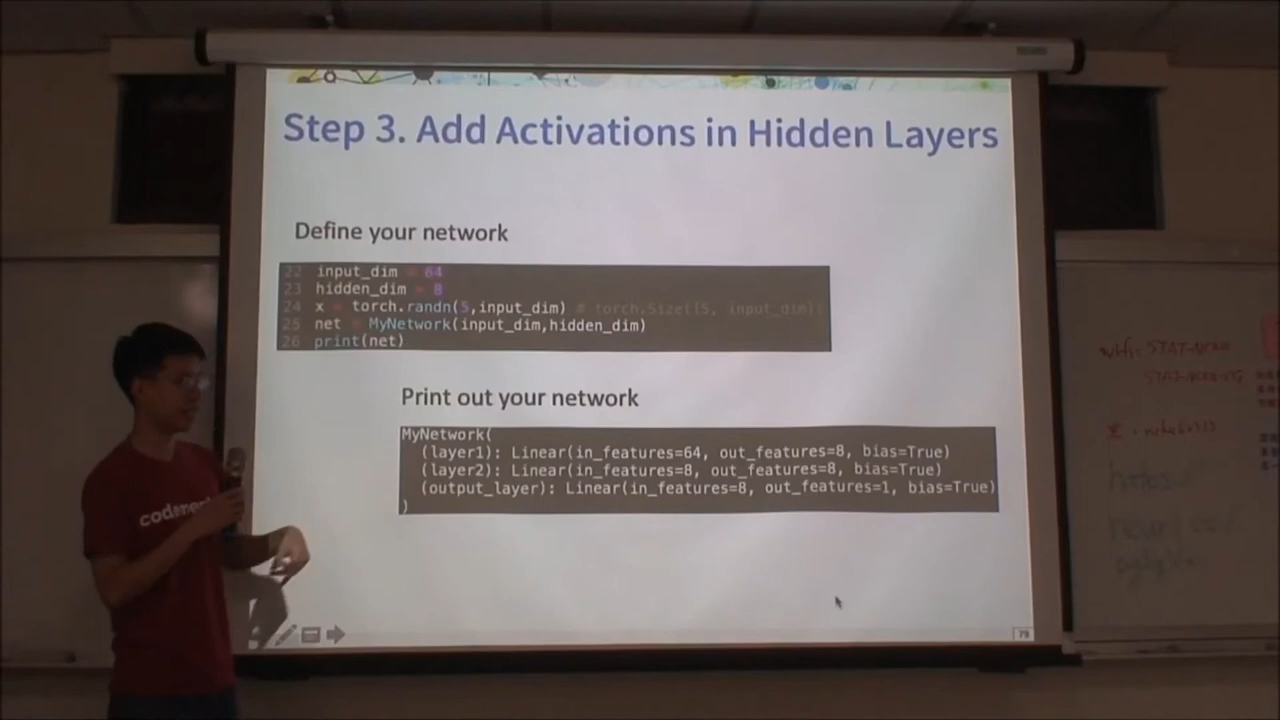 Step 3. Add Activations in Hidden Layers
Define your network
22 input_dim = 64
23 hidden_dim = 8
24 x = torch.randn(5,input_dim) # torch.Size([5, input_dim])
25 net = MyNetwork(input_dim,hidden_dim)
26 print(net)
Print out your network
MyNetwork(
(layer1): Linear(in_features=64, out_features=8, bias=True)
(layer2): Linear(in_features=8, out_features=8, bias=True)
(output_layer): Linear(in_features=8, out_features=1, bias=True)
)
79